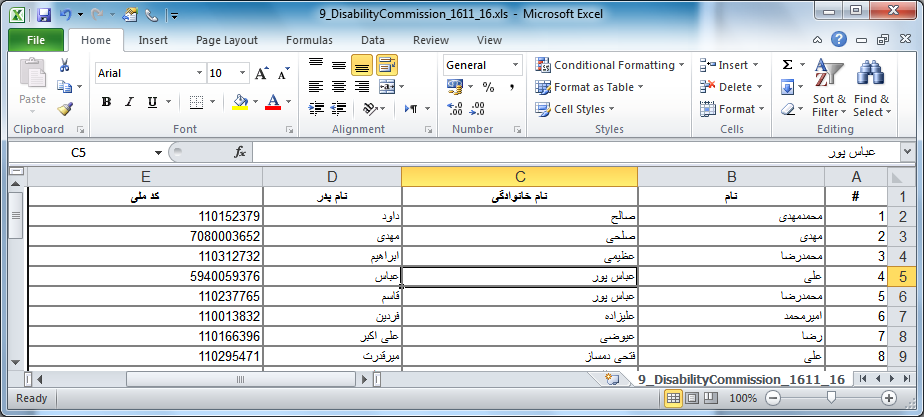 9_DisabilityCommission_1611_16.xls - Microsoft Excel
File Home Insert Page Layout Formulas Data Review View
Paste Clipboard
Arial 10 A A B I U A Font
Alignment
General $ % , .00 .0 Number
Conditional Formatting Format as Table Cell Styles Styles
Insert Delete Format Cells
Σ Sort & Filter Find & Select Editing
C5 fx عباس پور
E D C B A
1 # نام نام خانوادگی نام پدر کد ملی
2 1 محمدمهدی صالح داود 110152379
3 2 مهدی صلحی مهدی 7080003652
4 3 محمدرضا عظیمی ابراهیم 110312732
5 4 علی عباس پور عباس 5940059376
6 5 محمدرضا عباس پور قاسم 110237765
7 6 امیرمحمد علیزاده فردین 110013832
8 7 رضا عیوضی علی اکبر 110166396
9 8 علی فتحی دمساز میرقدرت 110295471
9_DisabilityCommission_1611_16
Ready 100%